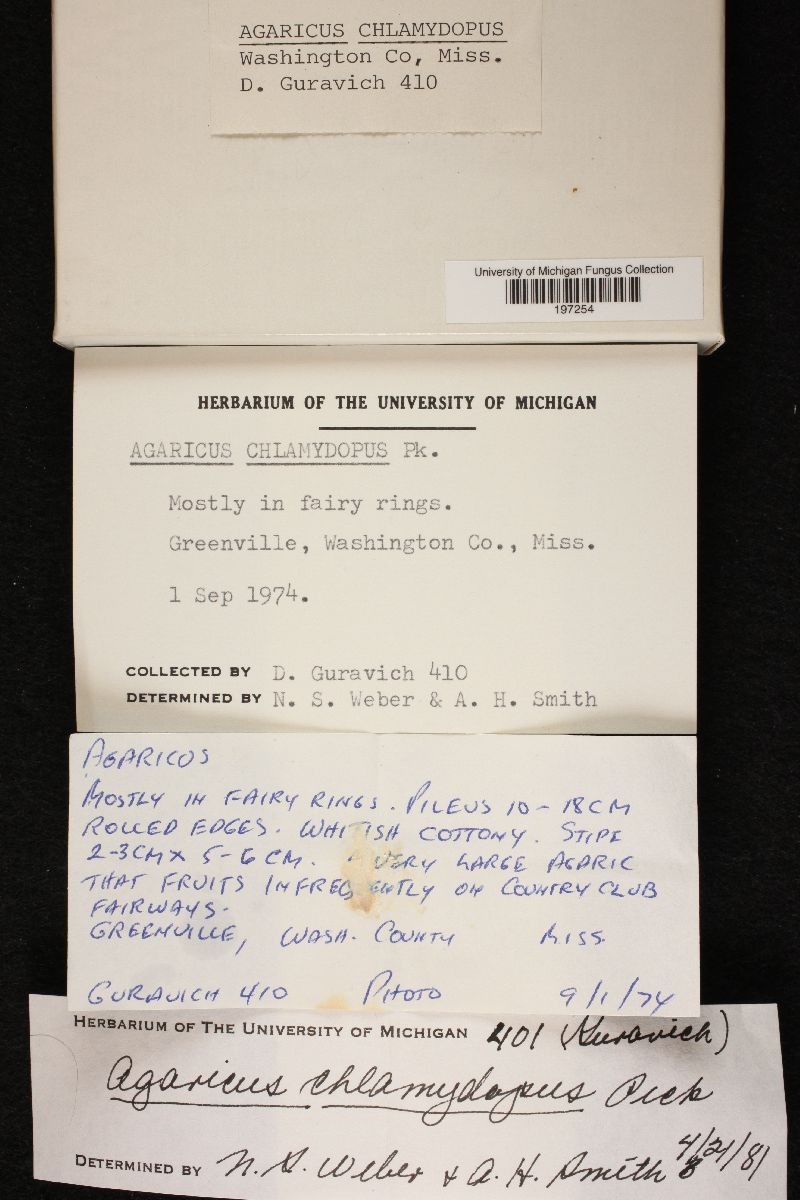 AGARICUS CHLAMYDOPUS
Washington Co, Miss.
D. Guravich 410
University of Michigan Fungus Collection
197254
HERBARIUM OF THE UNIVERSITY OF MICHIGAN
AGARICUS CHLAMYDOPUS Pk.
Mostly in fairy rings.
Greenville, Washington Co., Miss.
1 Sep 1974.
COLLECTED BY D. Guravich 410
DETERMINED BY N. S. Weber & A. H. Smith
AGARICUS
MOSTLY IN FAIRY RINGS. PILEUS 10-18CM
ROLLED EDGES. WHITISH COTTONY. STIPE
2-3CM X 5-6 CM. A VERY LARGE AGARIC
THAT FRUITS INFREQUENTLY ON COUNTRY CLUB
FAIRWAYS.
GREENVILLE, WASH. COUNTY MISS.
GURAVICH 410 PHOTO 9/1/74
HERBARIUM OF THE UNIVERSITY OF MICHIGAN 401 (Guravich)
Agaricus chlamydopus Peck
DETERMINED BY N. S. Weber & A. H. Smith 4/21/81